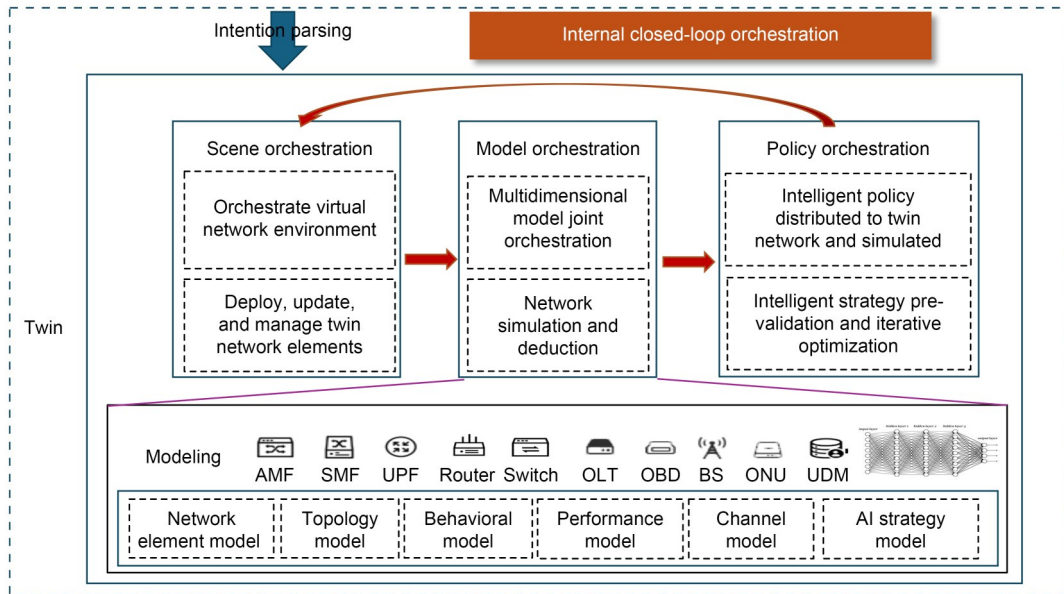 Intention parsing
Internal closed-loop orchestration
Scene orchestration
Orchestrate virtual
network environment
Deploy, update,
and manage twin
network elements
Model orchestration
Multidimensional
model joint
orchestration
Network
simulation and
deduction
Policy orchestration
Intelligent policy
distributed to twin
network and simulated
Intelligent strategy pre-
validation and iterative
optimization
Twin
Modeling
AMF
SMF
UPF
Router
Switch
OLT
OBD
BS
ONU
UDM
Network
element model
Topology
model
Behavioral
model
Performance
model
Channel
model
AI strategy
model